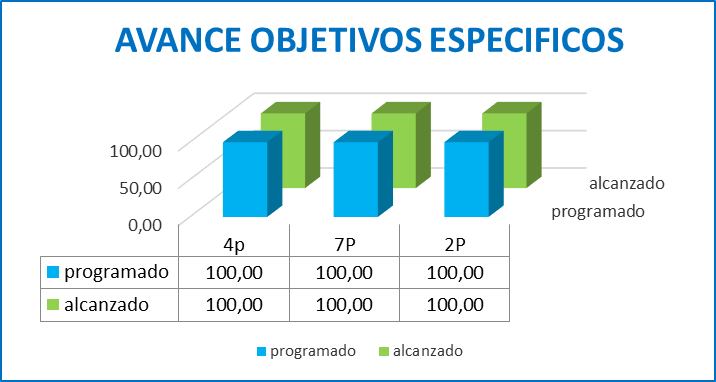 AVANCE OBJETIVOS ESPECIFICOS
100,00
50,00
0,00
alcanzado
programado
4p 7P 2P
programado 100,00 100,00 100,00
alcanzado 100,00 100,00 100,00
programado alcanzado